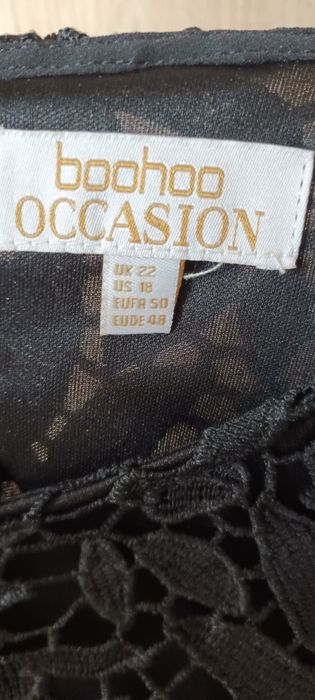 boohoo
OCCASION
UK 22
US 18
EUFR 50
EUDE 48